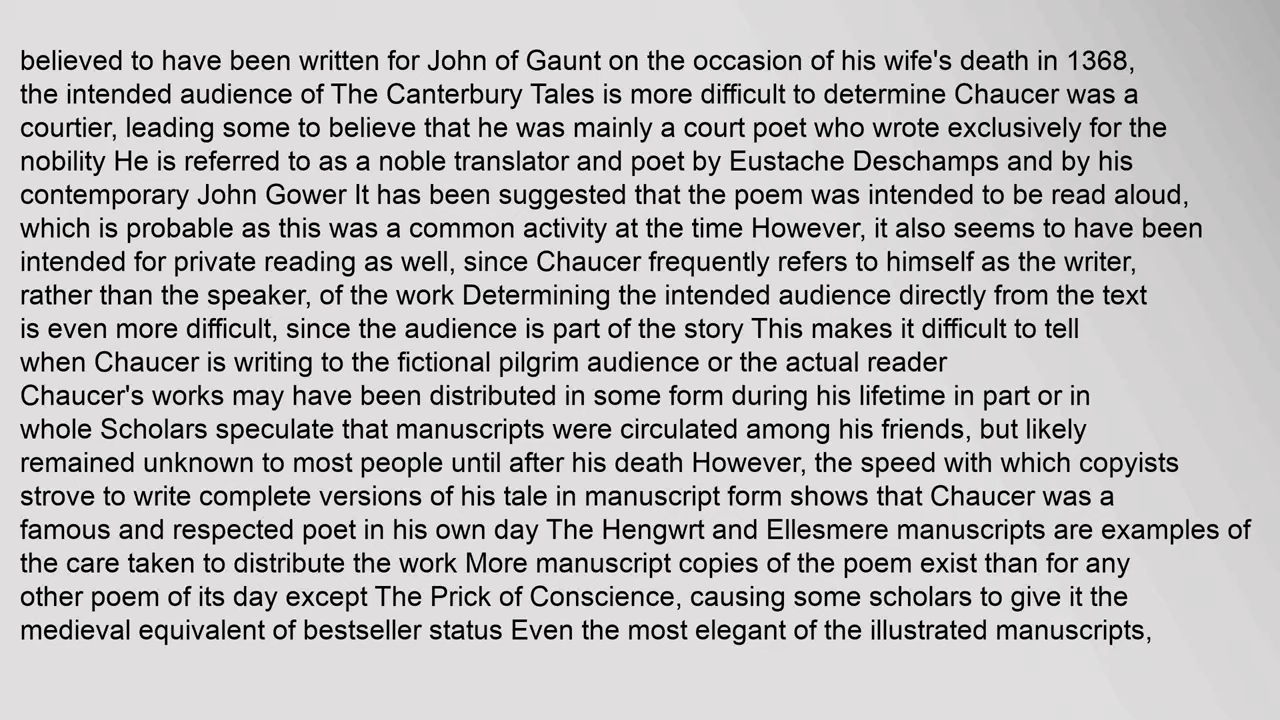 believed to have been written for John of Gaunt on the occasion of his wife's death in 1368,
the intended audience of The Canterbury Tales is more difficult to determine Chaucer was a
courtier, leading some to believe that he was mainly a court poet who wrote exclusively for the
nobility He is referred to as a noble translator and poet by Eustache Deschamps and by his
contemporary John Gower It has been suggested that the poem was intended to be read aloud,
which is probable as this was a common activity at the time However, it also seems to have been
intended for private reading as well, since Chaucer frequently refers to himself as the writer,
rather than the speaker, of the work Determining the intended audience directly from the text
is even more difficult, since the audience is part of the story This makes it difficult to tell
when Chaucer is writing to the fictional pilgrim audience or the actual reader
Chaucer's works may have been distributed in some form during his lifetime in part or in
whole Scholars speculate that manuscripts were circulated among his friends, but likely
remained unknown to most people until after his death However, the speed with which copyists
strove to write complete versions of his tale in manuscript form shows that Chaucer was a
famous and respected poet in his own day The Hengwrt and Ellesmere manuscripts are examples of
the care taken to distribute the work More manuscript copies of the poem exist than for any
other poem of its day except The Prick of Conscience, causing some scholars to give it the
medieval equivalent of bestseller status Even the most elegant of the illustrated manuscripts,